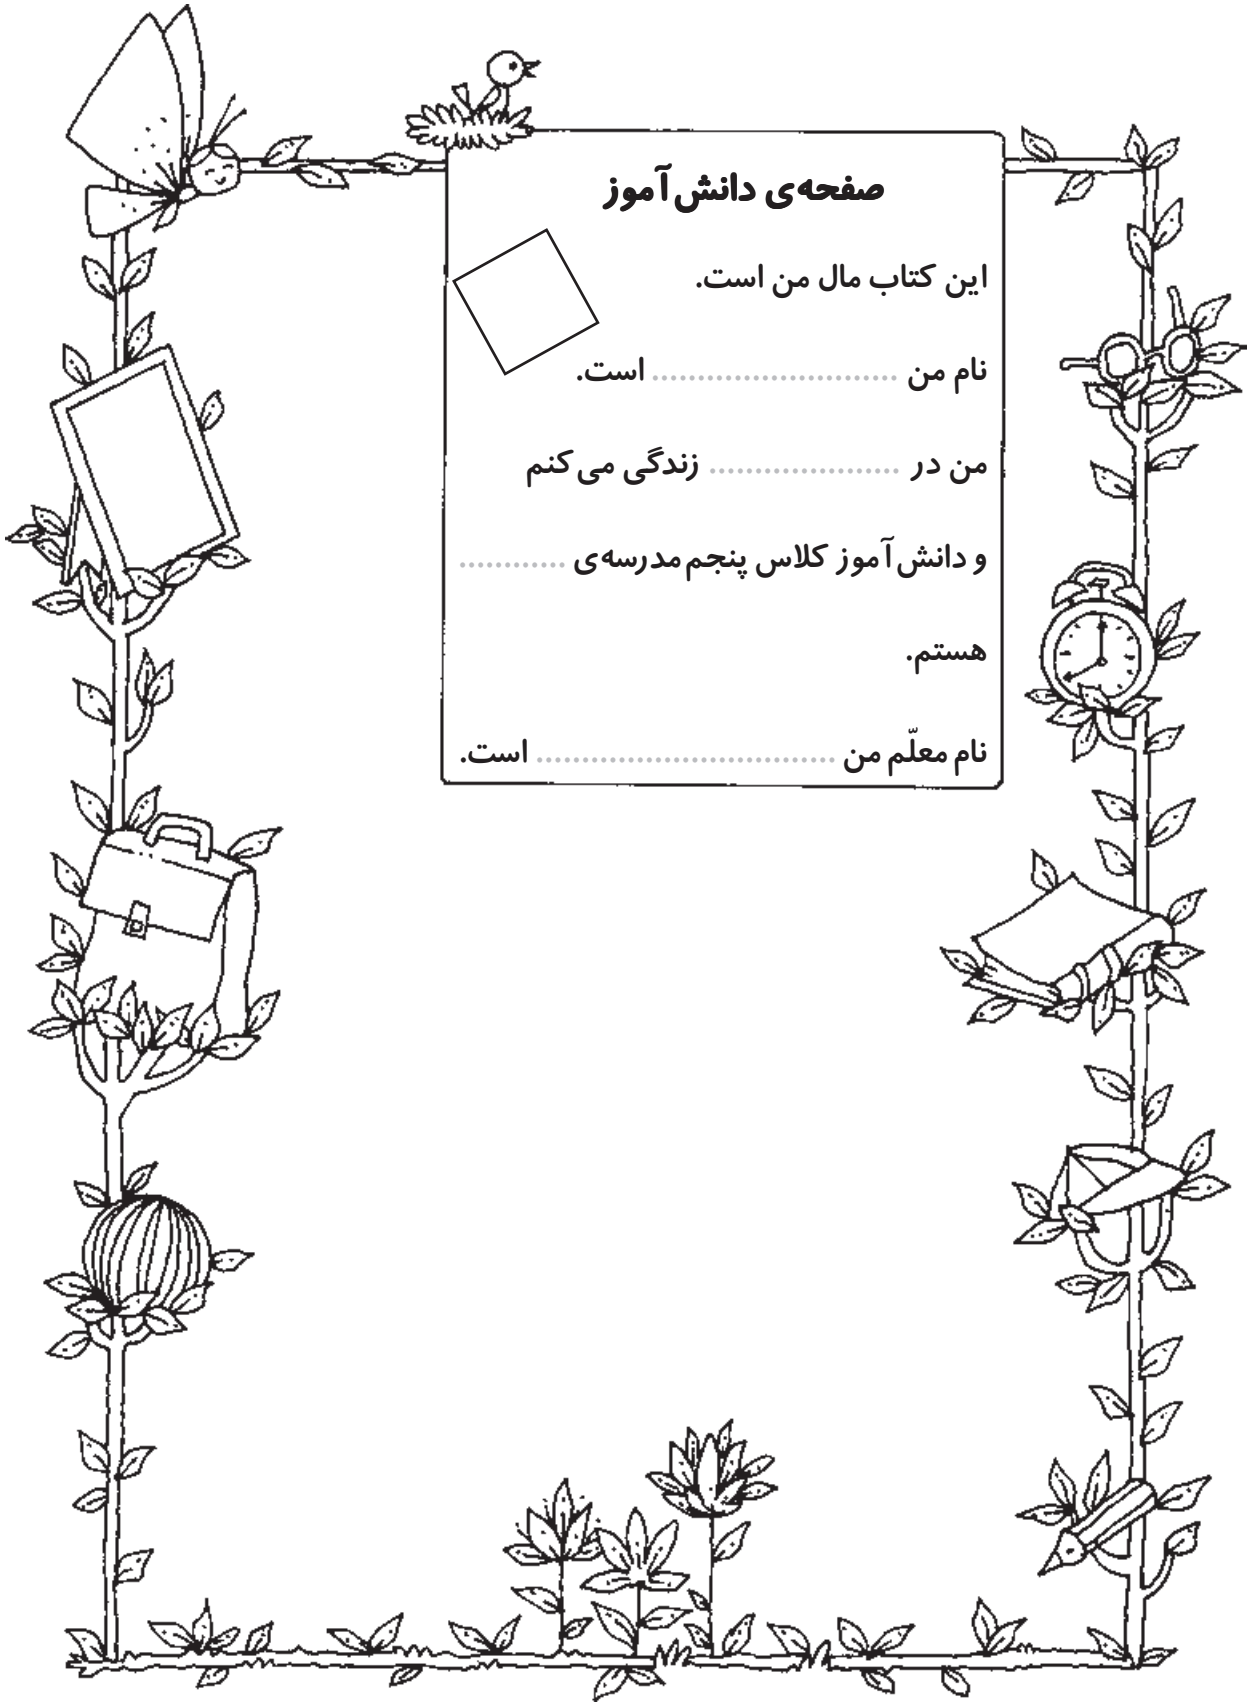 صفحه‌ی دانش‌آموز
این کتاب مال من است.
نام من .............................. است.
من در ....................... زندگی می‌کنم
و دانش‌آموز کلاس پنجم مدرسه‌ی .............
هستم.
نام معلّم من .................................... است.